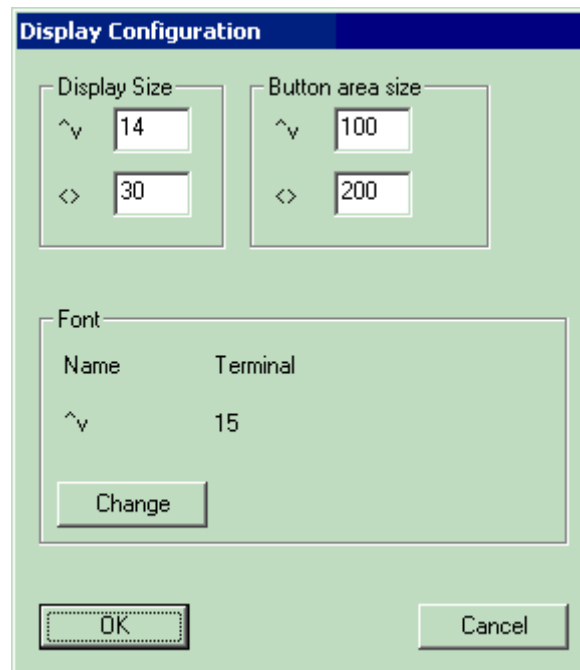 Display Configuration
Display Size
^v 14
<> 30
Button area size
^v 100
<> 200
Font
Name Terminal
^v 15
Change
OK Cancel